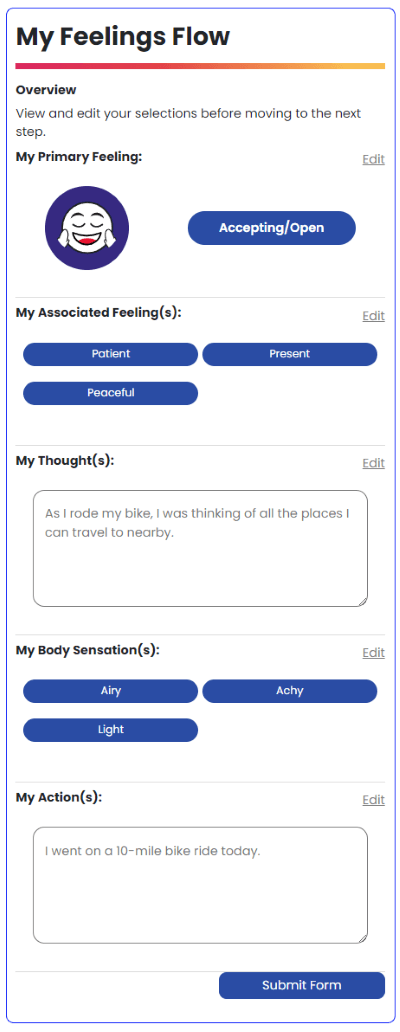 My Feelings Flow
Overview
View and edit your selections before moving to the next
step.
My Primary Feeling:
Edit
Accepting/Open
My Associated Feeling(s):
Edit
Patient
Present
Peaceful
My Thought(s):
Edit
As I rode my bike, I was thinking of all the places I
can travel to nearby.
My Body Sensation(s):
Edit
Airy
Achy
Light
My Action(s):
Edit
I went on a 10-mile bike ride today.
Submit Form